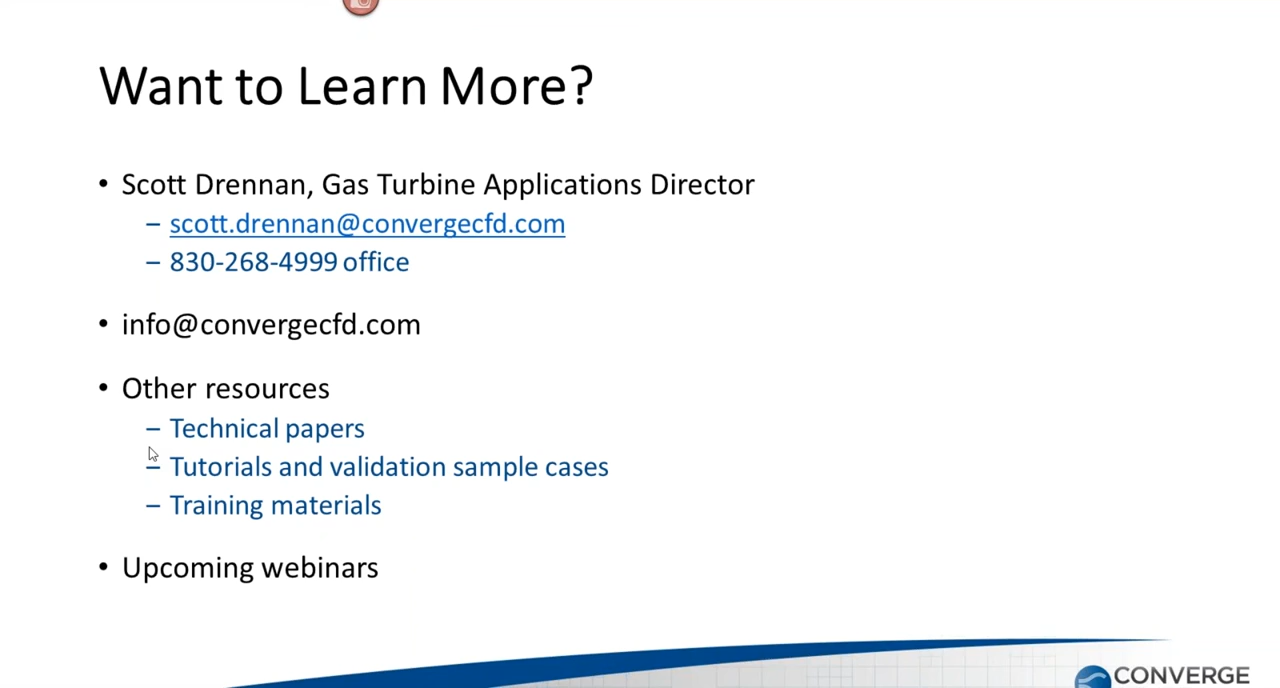 Want to Learn More?
• Scott Drennan, Gas Turbine Applications Director
– scott.drennan@convergecfd.com
– 830-268-4999 office
• info@convergecfd.com
• Other resources
– Technical papers
– Tutorials and validation sample cases
– Training materials
• Upcoming webinars
CONVERGE